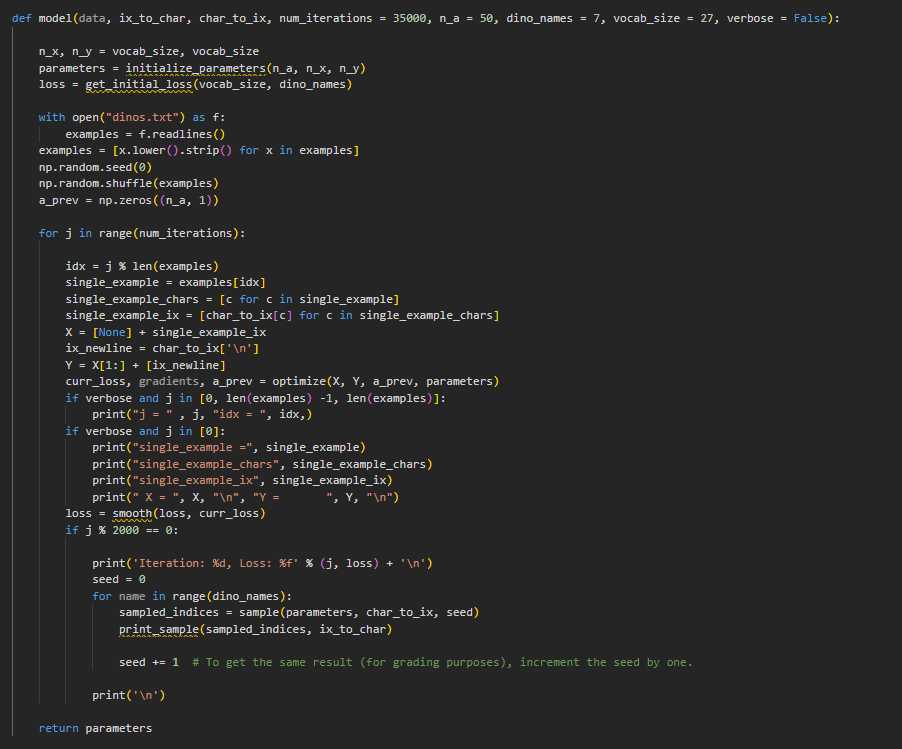 def model(data, ix_to_char, char_to_ix, num_iterations = 35000, n_a = 50, dino_names = 7, vocab_size = 27, verbose = False):
n_x, n_y = vocab_size, vocab_size
parameters = initialize_parameters(n_a, n_x, n_y)
loss = get_initial_loss(vocab_size, dino_names)
with open("dinos.txt") as f:
examples = f.readlines()
examples = [x.lower().strip() for x in examples]
np.random.seed(0)
np.random.shuffle(examples)
a_prev = np.zeros((n_a, 1))
for j in range(num_iterations):
idx = j % len(examples)
single_example = examples[idx]
single_example_chars = [c for c in single_example]
single_example_ix = [char_to_ix[c] for c in single_example_chars]
X = [None] + single_example_ix
ix_newline = char_to_ix['\n']
Y = X[1:] + [ix_newline]
curr_loss, gradients, a_prev = optimize(X, Y, a_prev, parameters)
if verbose and j in [0, len(examples) -1, len(examples)]:
print("j = " , j, "idx = ", idx,)
if verbose and j in [0]:
print("single_example =", single_example)
print("single_example_chars", single_example_chars)
print("single_example_ix", single_example_ix)
print(" X = ", X, "\n", "Y =       ", Y, "\n")
loss = smooth(loss, curr_loss)
if j % 2000 == 0:
print('Iteration: %d, Loss: %f' % (j, loss) + '\n')
seed = 0
for name in range(dino_names):
sampled_indices = sample(parameters, char_to_ix, seed)
print_sample(sampled_indices, ix_to_char)
seed += 1  # To get the same result (for grading purposes), increment the seed by one.
print('\n')
return parameters